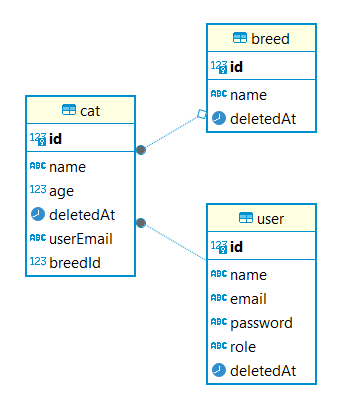 breed
123 id
ABC name
deletedAt
cat
123 id
ABC name
123 age
deletedAt
ABC userEmail
123 breedId
user
123 id
ABC name
ABC email
ABC password
ABC role
deletedAt